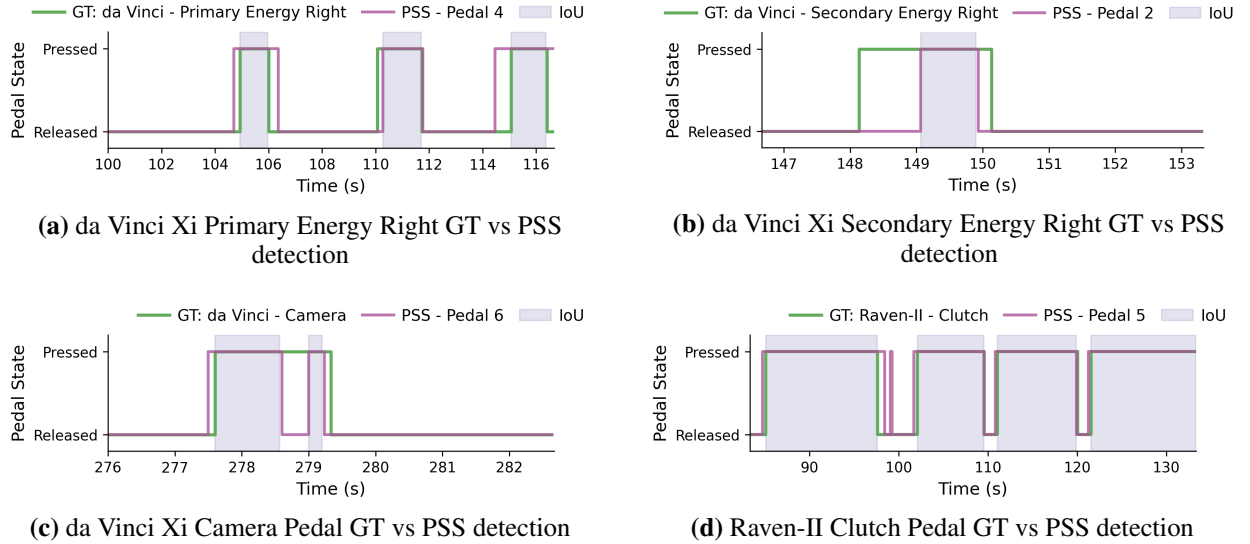 GT: da Vinci - Primary Energy Right PSS - Pedal 4 IoU
Pedal State
Pressed
Released
100 102 104 106 108 110 112 114 116
Time (s)
(a) da Vinci Xi Primary Energy Right GT vs PSS
detection
GT: da Vinci - Secondary Energy Right PSS - Pedal 2 IoU
Pedal State
Pressed
Released
147 148 149 150 151 152 153
Time (s)
(b) da Vinci Xi Secondary Energy Right GT vs PSS
detection
GT: da Vinci - Camera PSS - Pedal 6 IoU
Pedal State
Pressed
Released
276 277 278 279 280 281 282
Time (s)
(c) da Vinci Xi Camera Pedal GT vs PSS detection
GT: Raven-II - Clutch PSS - Pedal 5 IoU
Pedal State
Pressed
Released
90 100 110 120 130
Time (s)
(d) Raven-II Clutch Pedal GT vs PSS detection